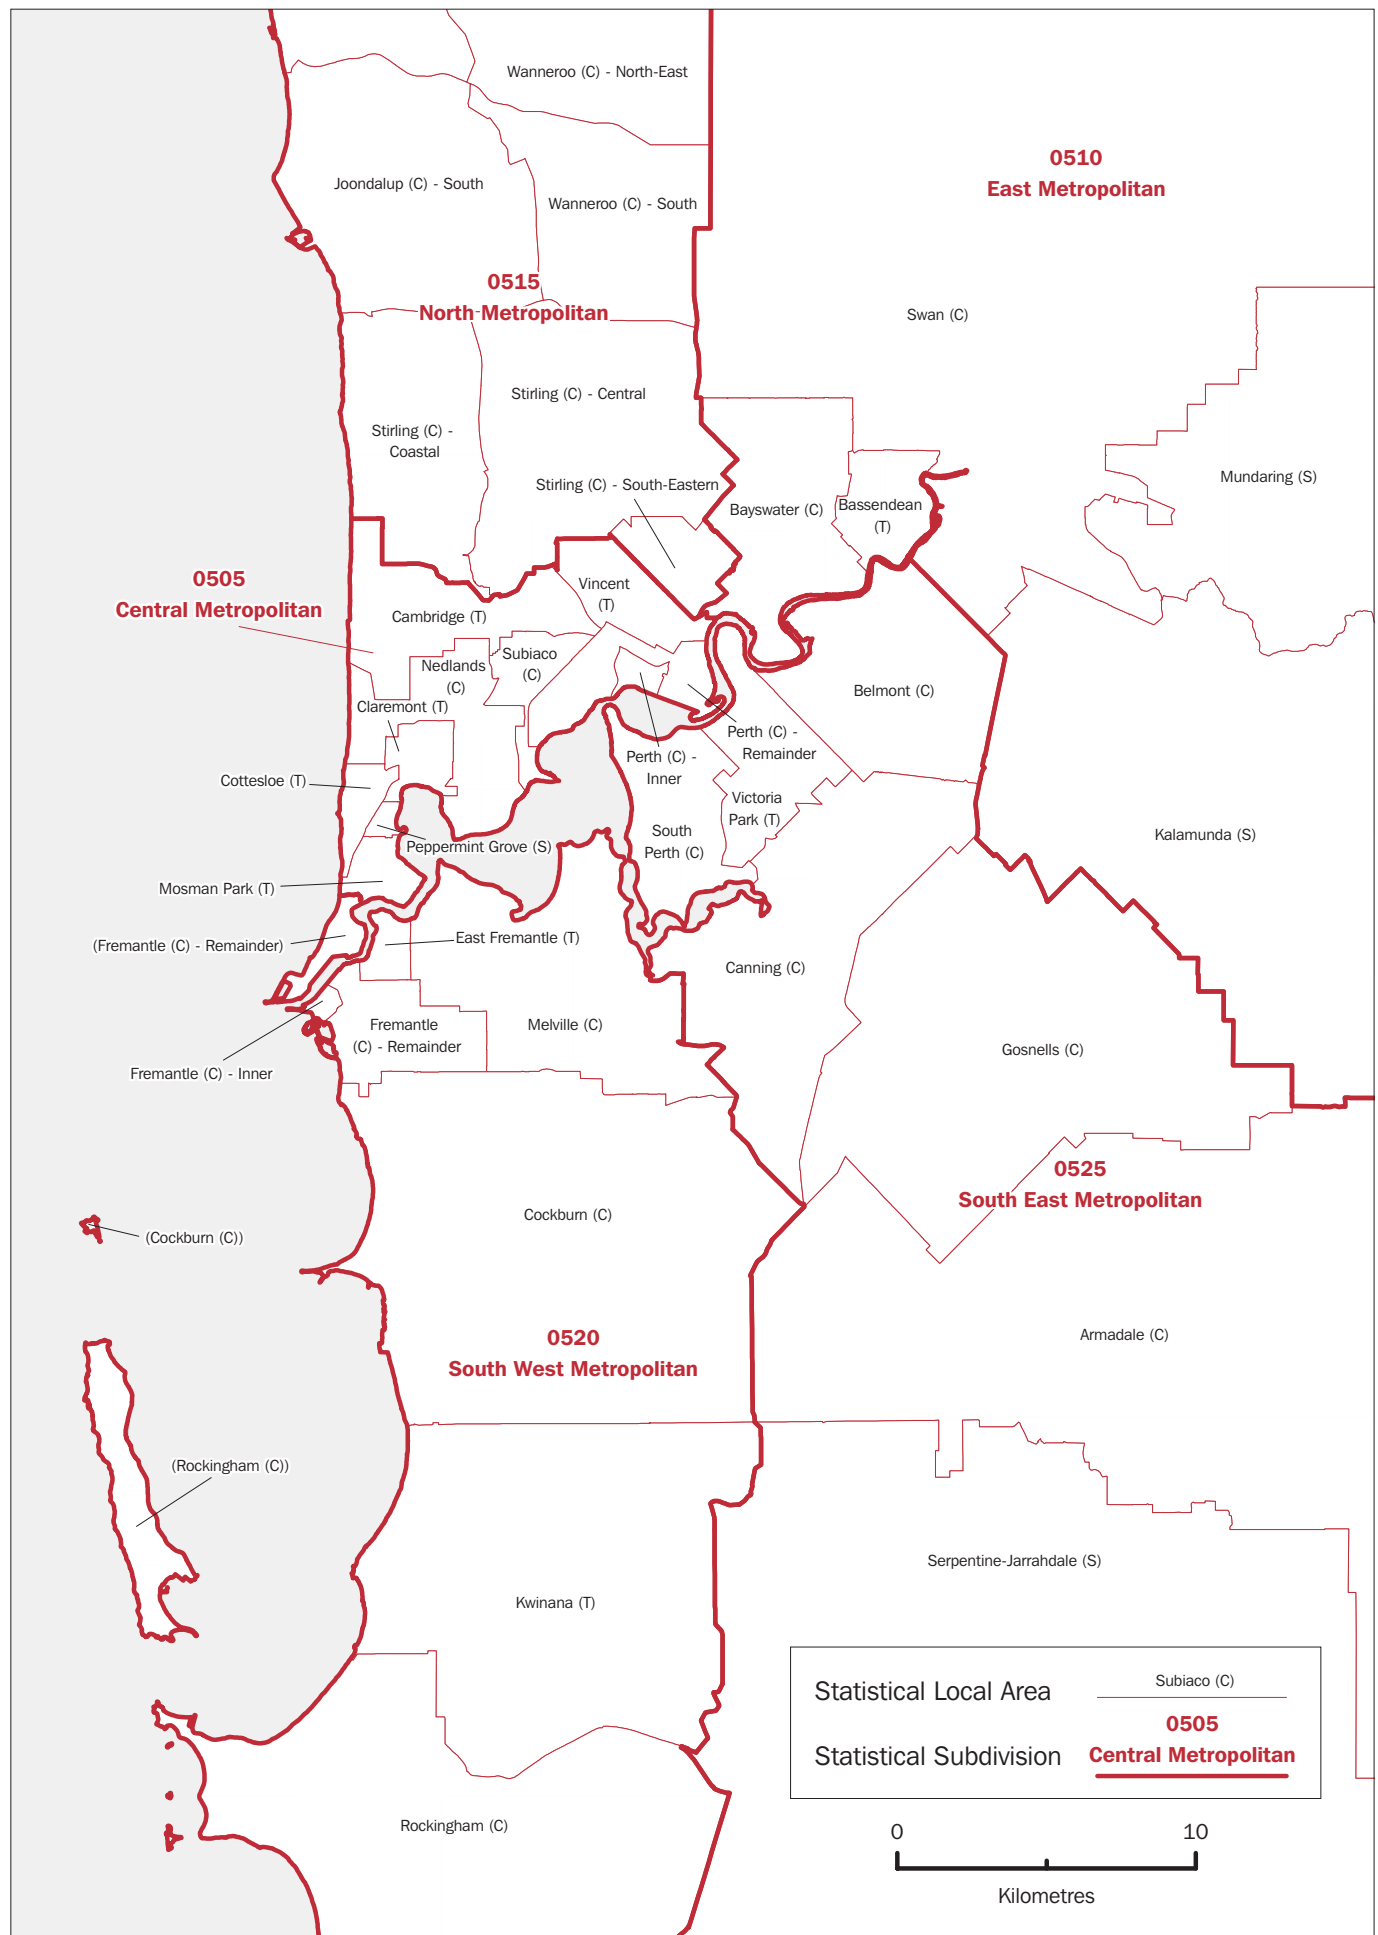 Wanneroo (C) - North-East
0510
East Metropolitan
Joondalup (C) - South
Wanneroo (C) - South
0515
North Metropolitan
Swan (C)
Stirling (C) - Central
Stirling (C) -
Coastal
Stirling (C) - South-Eastern
Mundaring (S)
Bayswater (C)
Bassendean
(T)
0505
Central Metropolitan
Vincent
(T)
Cambridge (T)
Subiaco
(C)
Nedlands
(C)
Belmont (C)
Claremont (T)
Perth (C) -
Remainder
Perth (C) -
Inner
Cottesloe (T)
Victoria
Park (T)
South
Perth (C)
Kalamunda (S)
Peppermint Grove (S)
Mosman Park (T)
(Fremantle (C) - Remainder)
East Fremantle (T)
Canning (C)
Fremantle
(C) - Remainder
Melville (C)
Gosnells (C)
Fremantle (C) - Inner
0525
South East Metropolitan
Cockburn (C)
(Cockburn (C))
0520
South West Metropolitan
Armadale (C)
(Rockingham (C))
Serpentine-Jarrahdale (S)
Kwinana (T)
Statistical Local Area
Subiaco (C)
Statistical Subdivision
0505
Central Metropolitan
Rockingham (C)
0 10
Kilometres